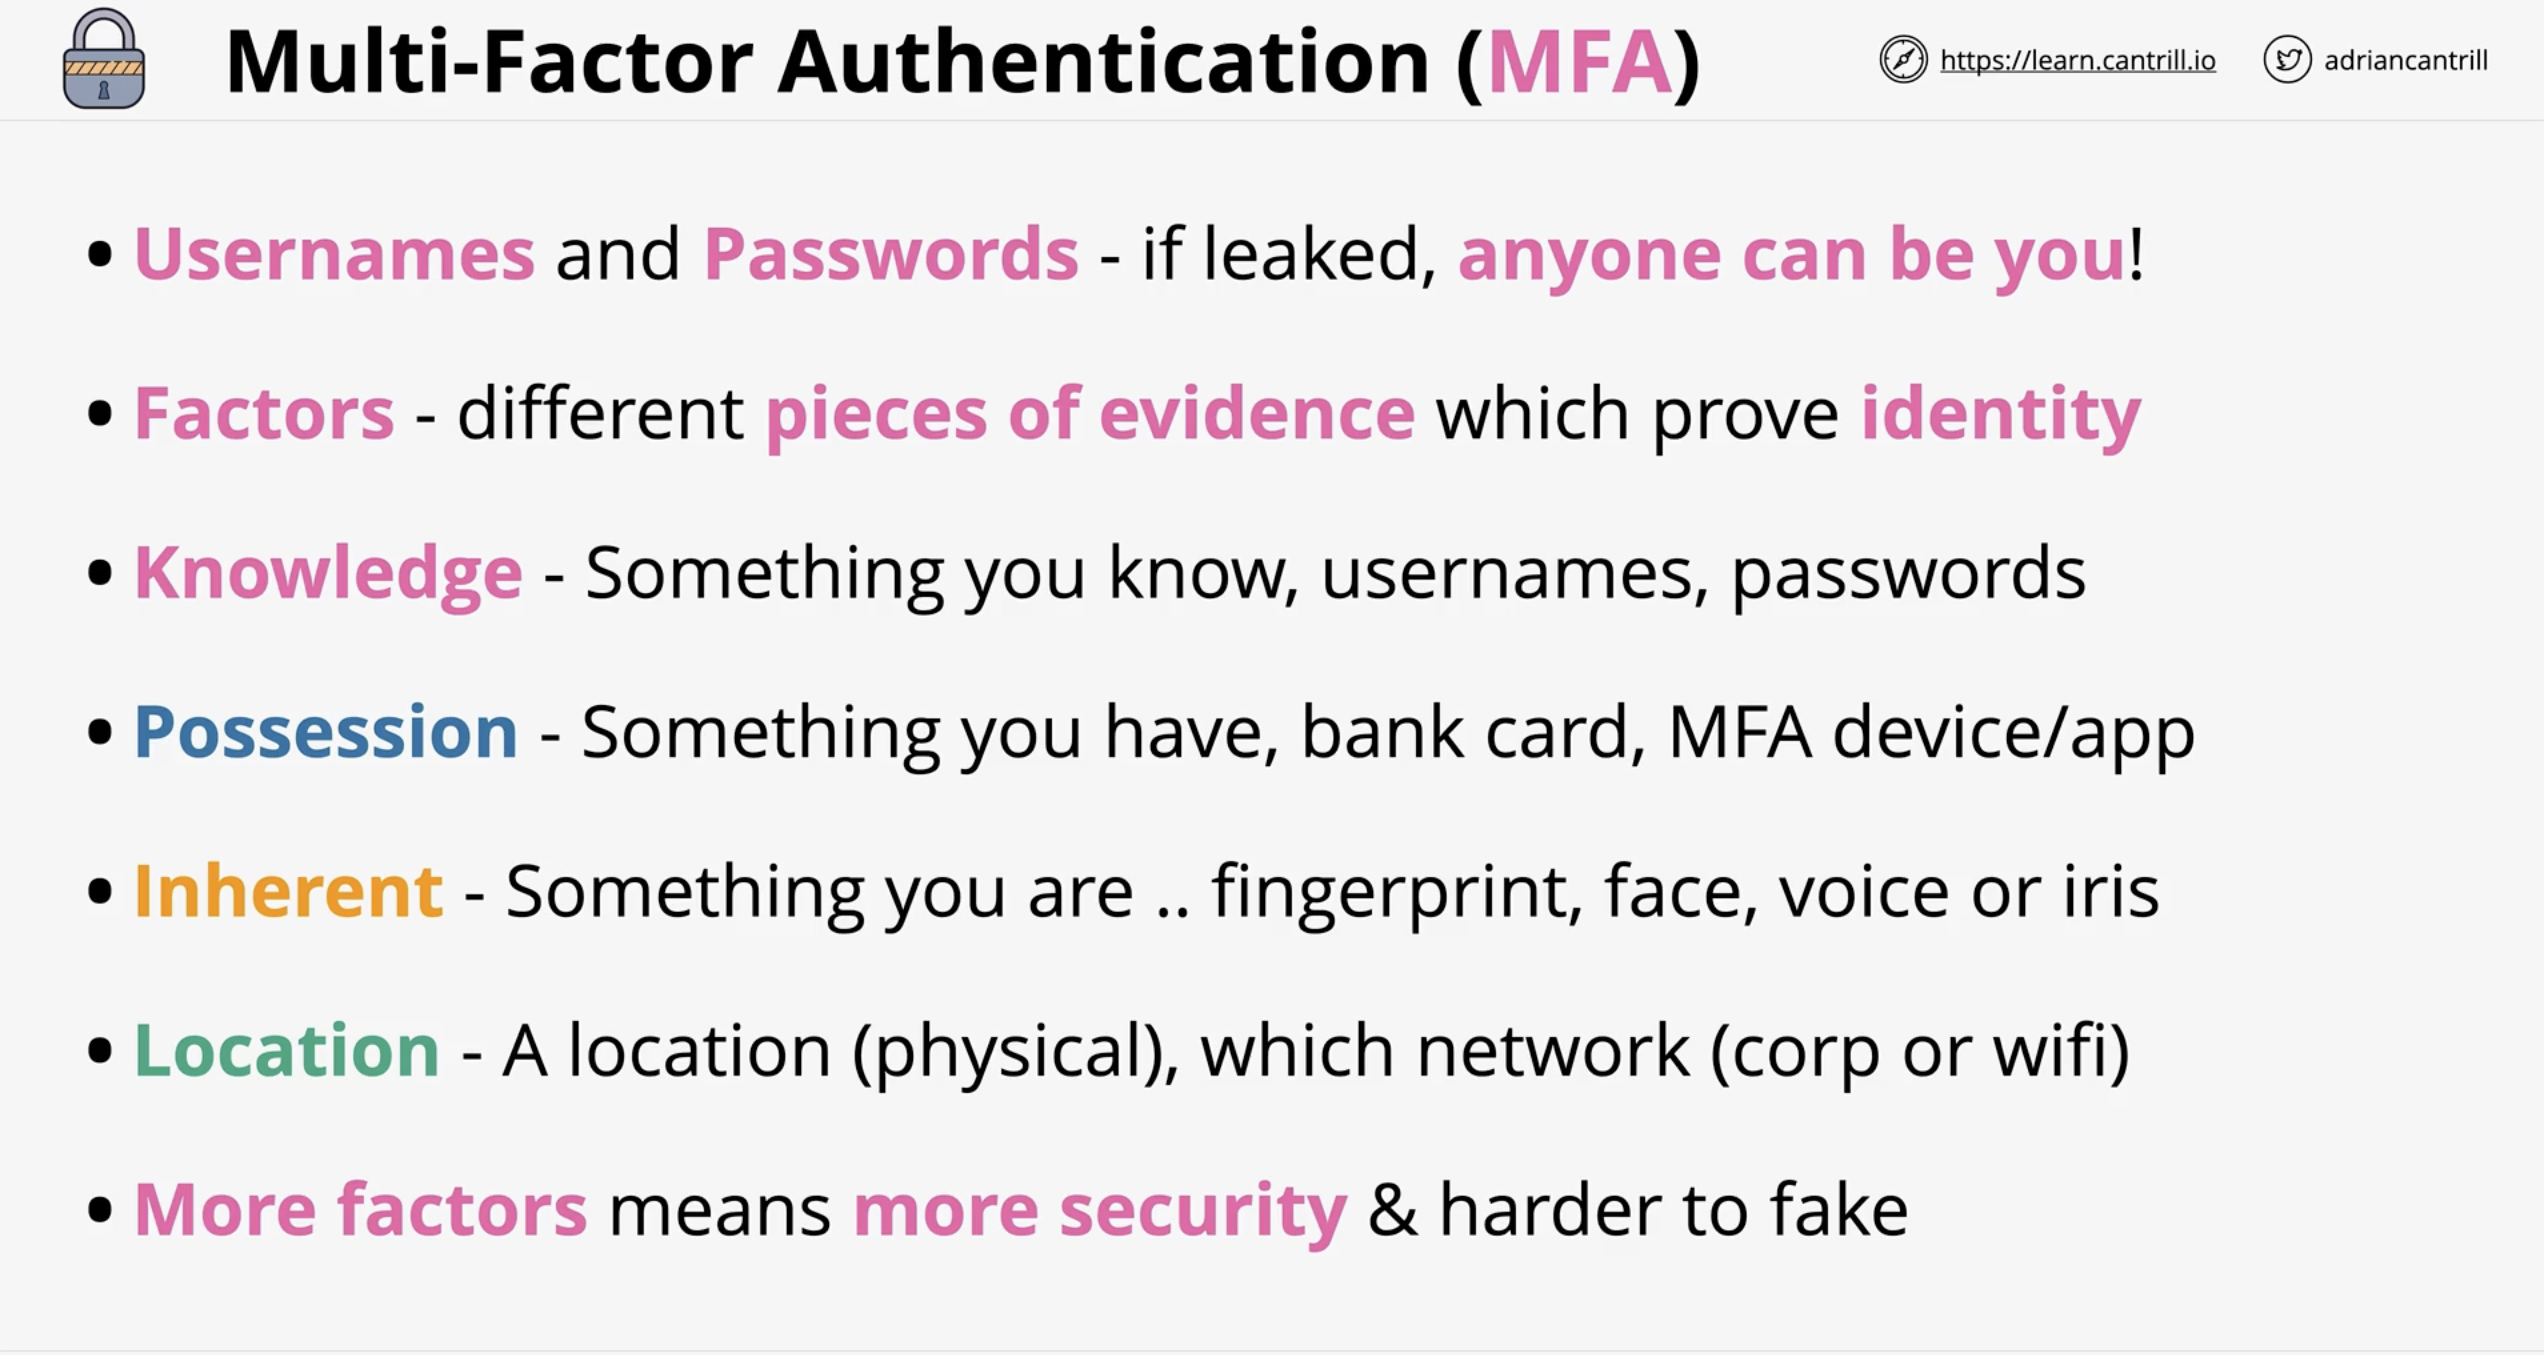 Multi-Factor Authentication (MFA)
https://learn.cantrill.io
adriancantrill
• Usernames and Passwords - if leaked, anyone can be you!
• Factors - different pieces of evidence which prove identity
• Knowledge - Something you know, usernames, passwords
• Possession - Something you have, bank card, MFA device/app
• Inherent - Something you are .. fingerprint, face, voice or iris
• Location - A location (physical), which network (corp or wifi)
• More factors means more security & harder to fake